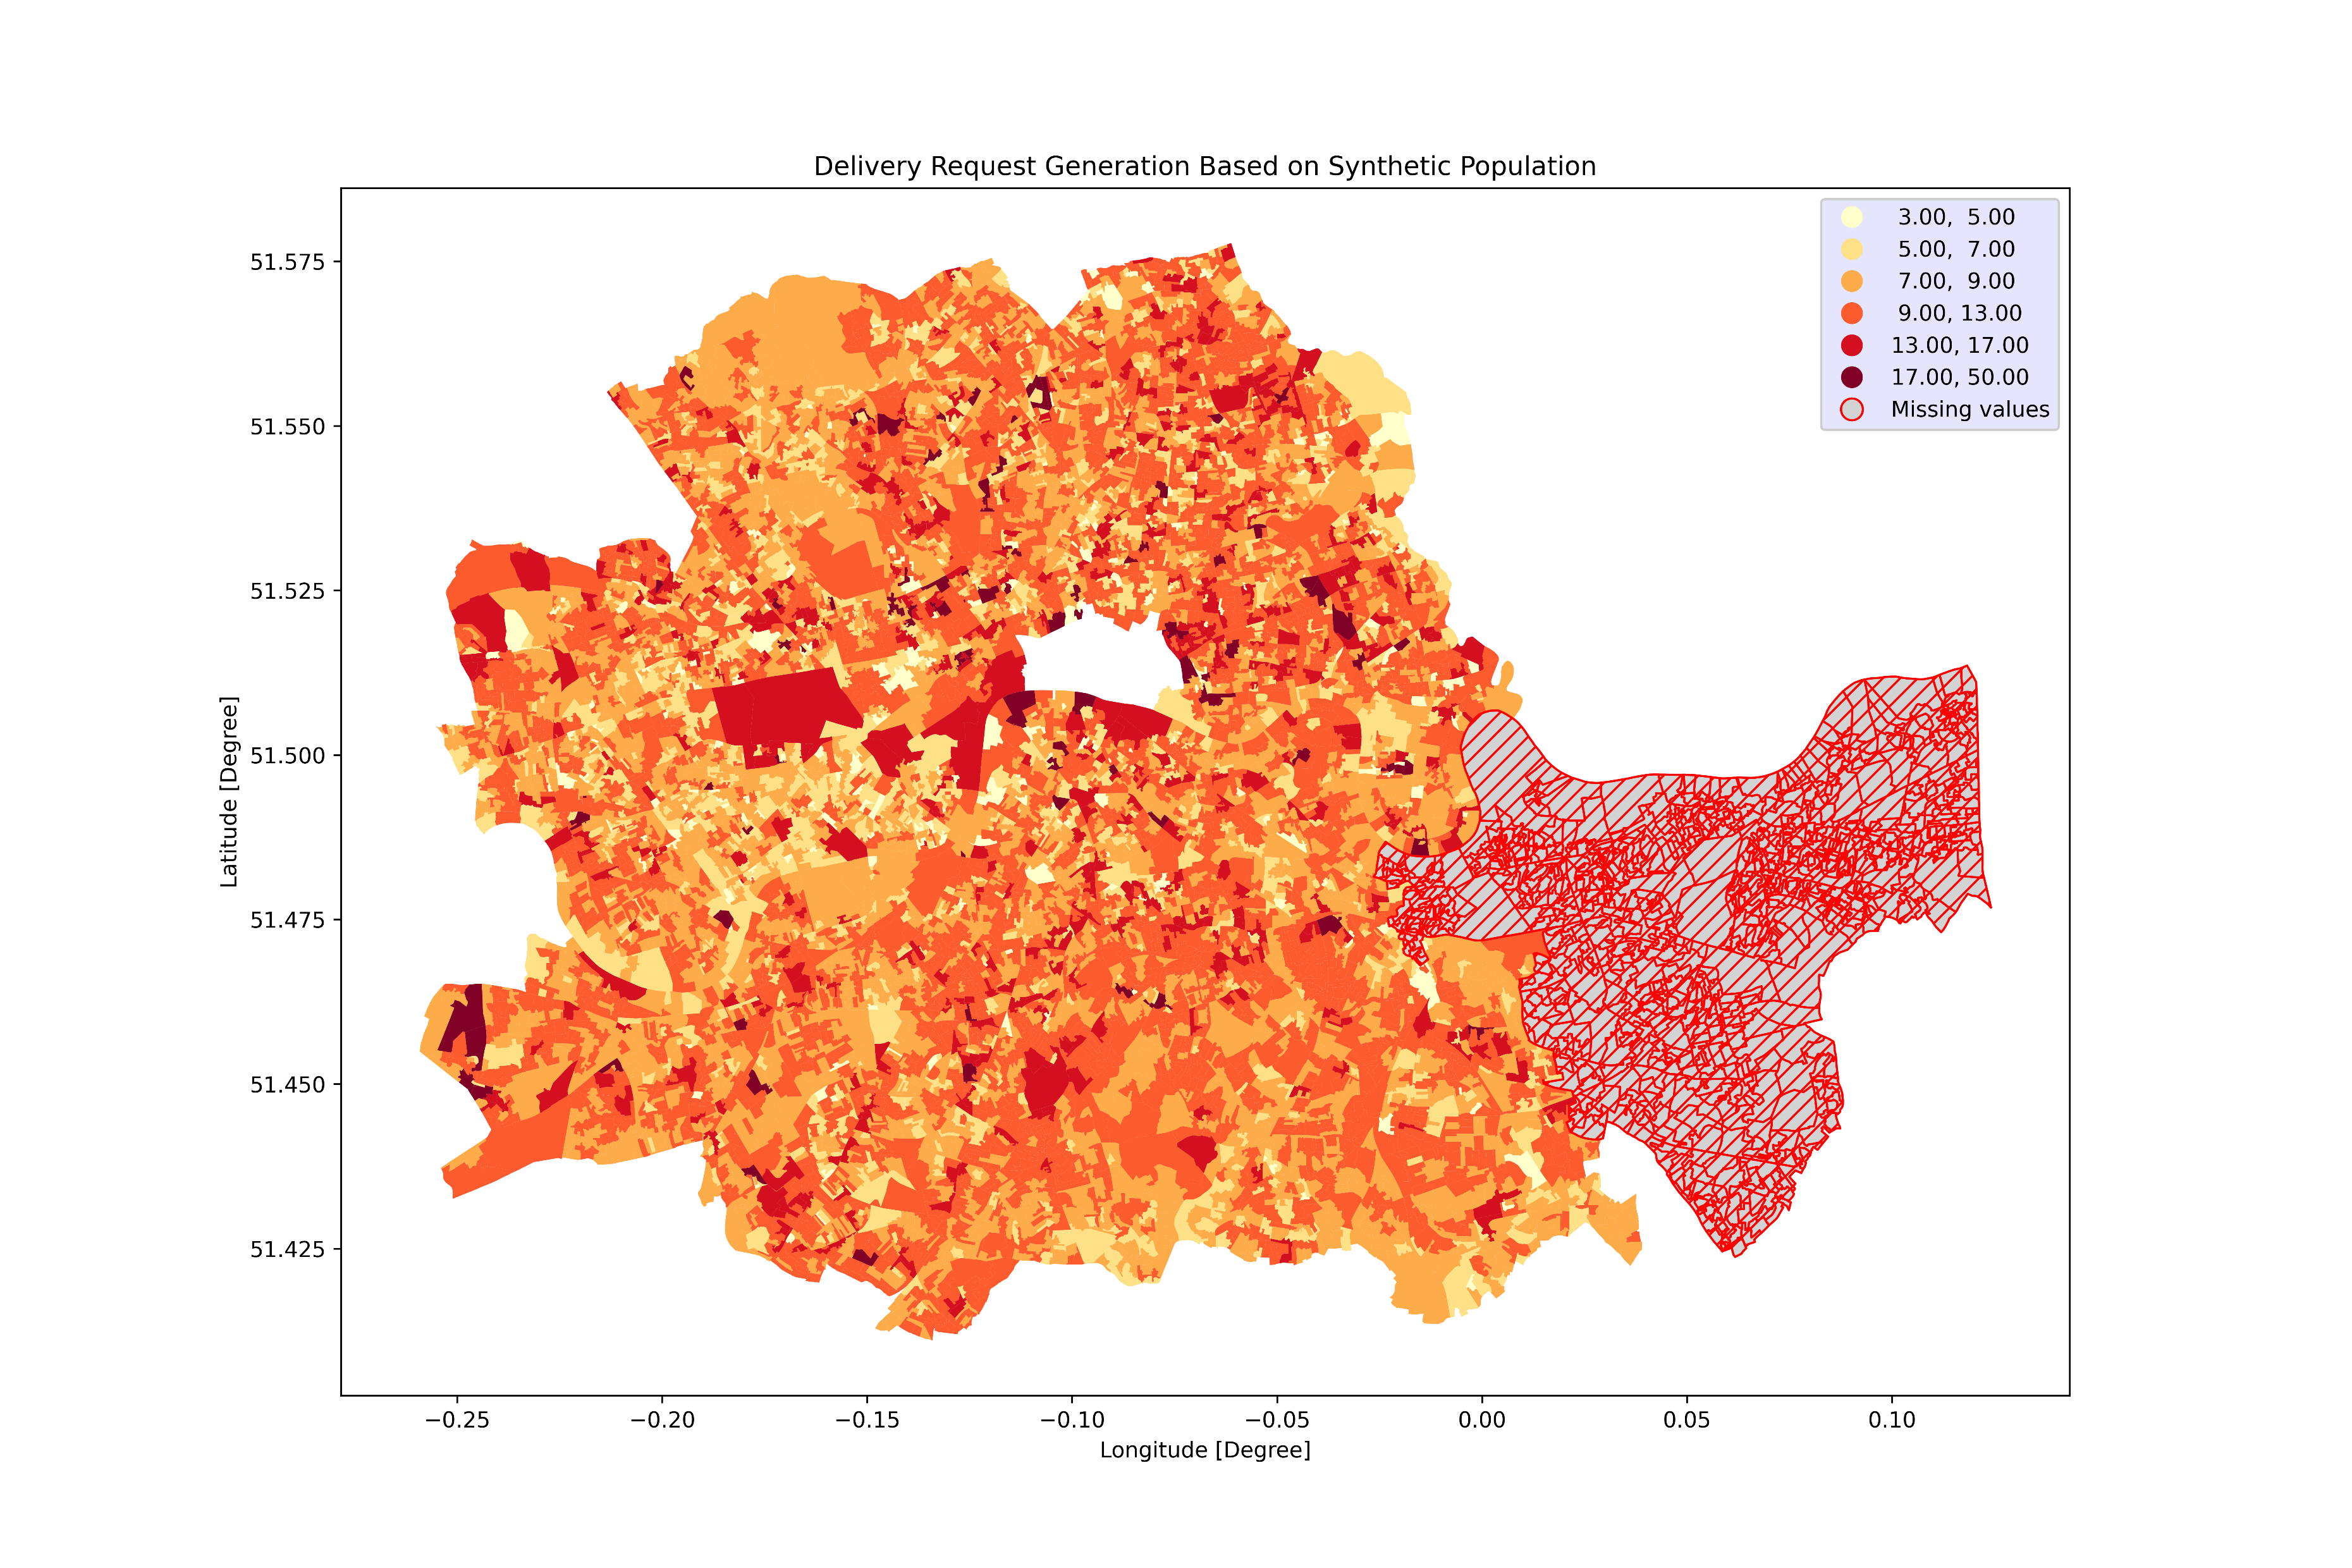 Delivery Request Generation Based on Synthetic Population
3.00, 5.00
5.00, 7.00
7.00, 9.00
9.00, 13.00
13.00, 17.00
17.00, 50.00
Missing values
51.575
51.550
51.525
51.500
51.475
51.450
51.425
Latitude [Degree]
−0.25 −0.20 −0.15 −0.10 −0.05 0.00 0.05 0.10
Longitude [Degree]